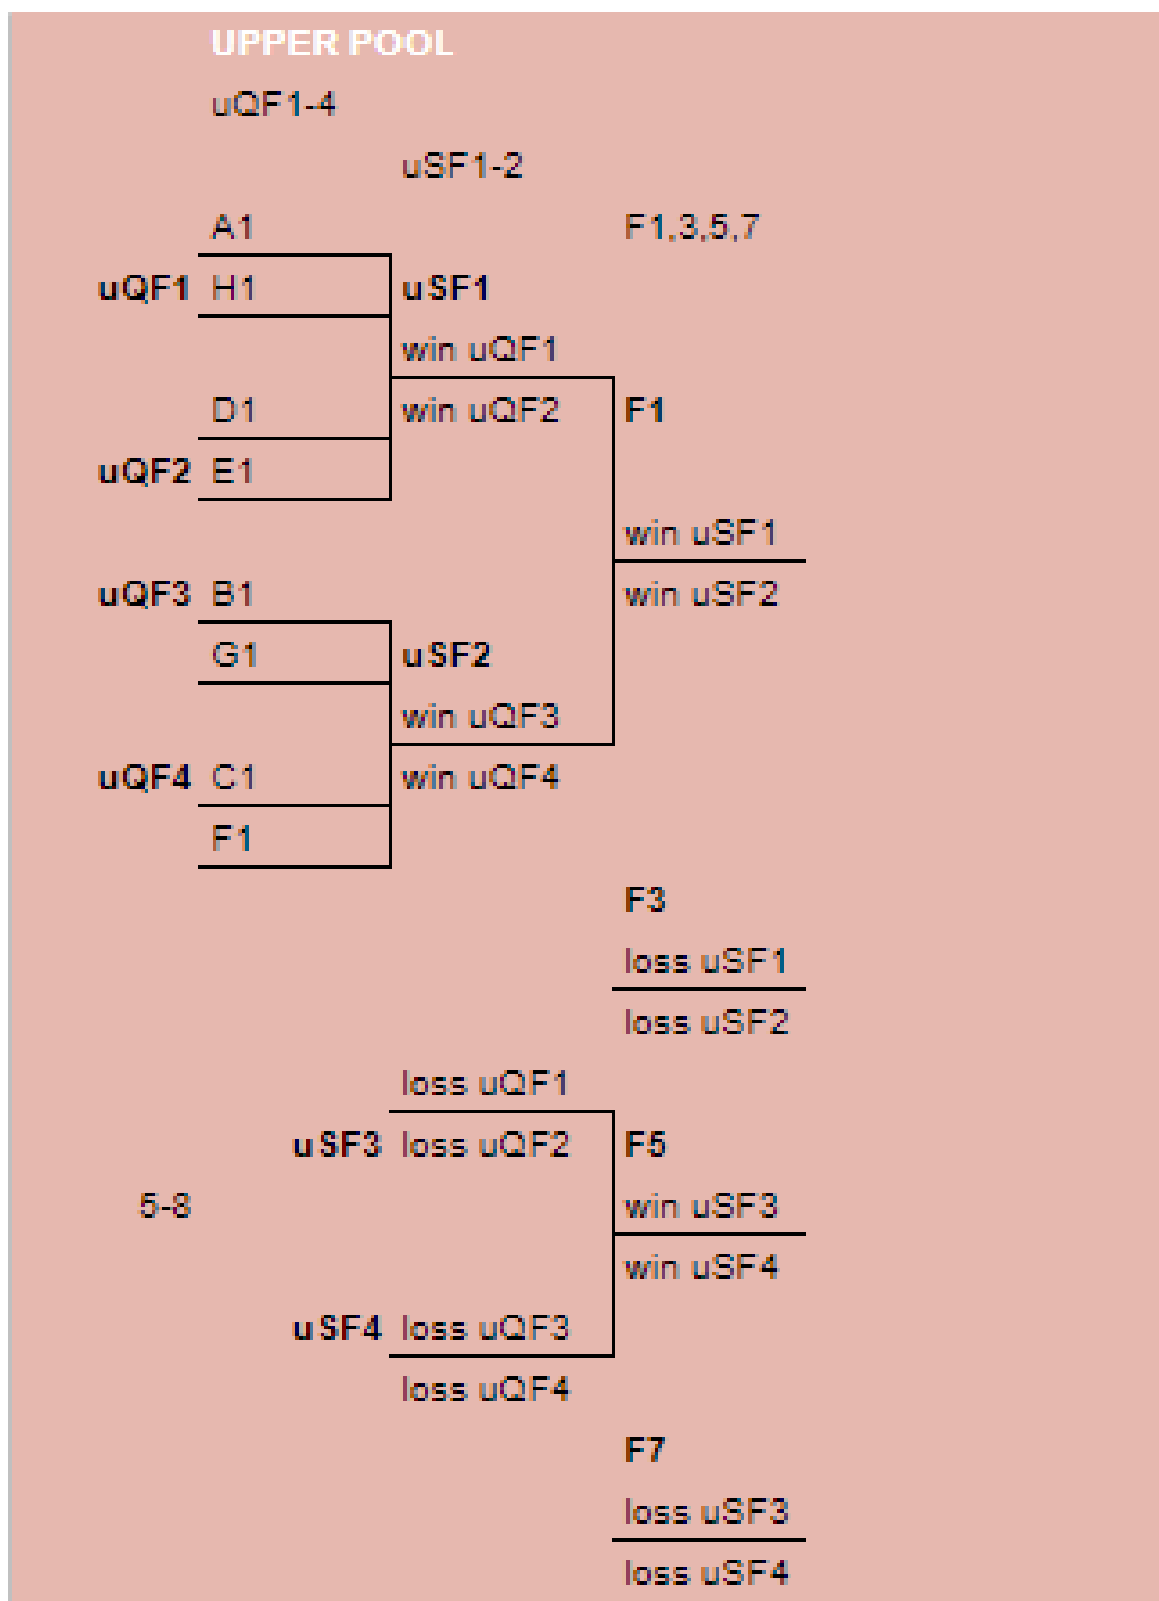 UPPER POOL
uQF1-4
uSF1-2
A1 F1,3,5,7
uQF1 H1 uSF1
win uQF1
D1 win uQF2 F1
uQF2 E1
win uSF1
uQF3 B1 win uSF2
G1 uSF2
win uQF3
uQF4 C1 win uQF4
F1
F3
loss uSF1
loss uSF2
loss uQF1
uSF3 loss uQF2 F5
5-8 win uSF3
win uSF4
uSF4 loss uQF3
loss uQF4
F7
loss uSF3
loss uSF4